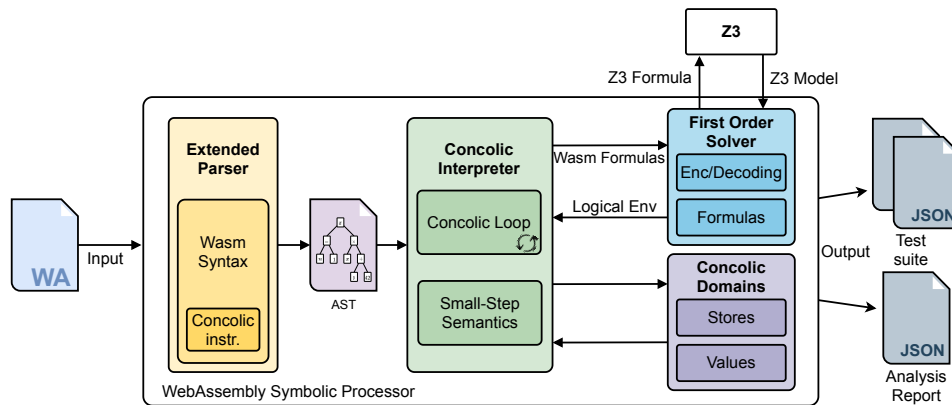 Z3
Z3 Formula
Z3 Model
Extended
Parser
Wasm
Syntax
Concolic
instr.
WA
Input
AST
Concolic
Interpreter
Concolic Loop
Small-Step
Semantics
Wasm Formulas
Logical Env
First Order
Solver
Enc/Decoding
Formulas
Concolic
Domains
Stores
Values
Output
JSON
Test
suite
JSON
Analysis
Report
WebAssembly Symbolic Processor